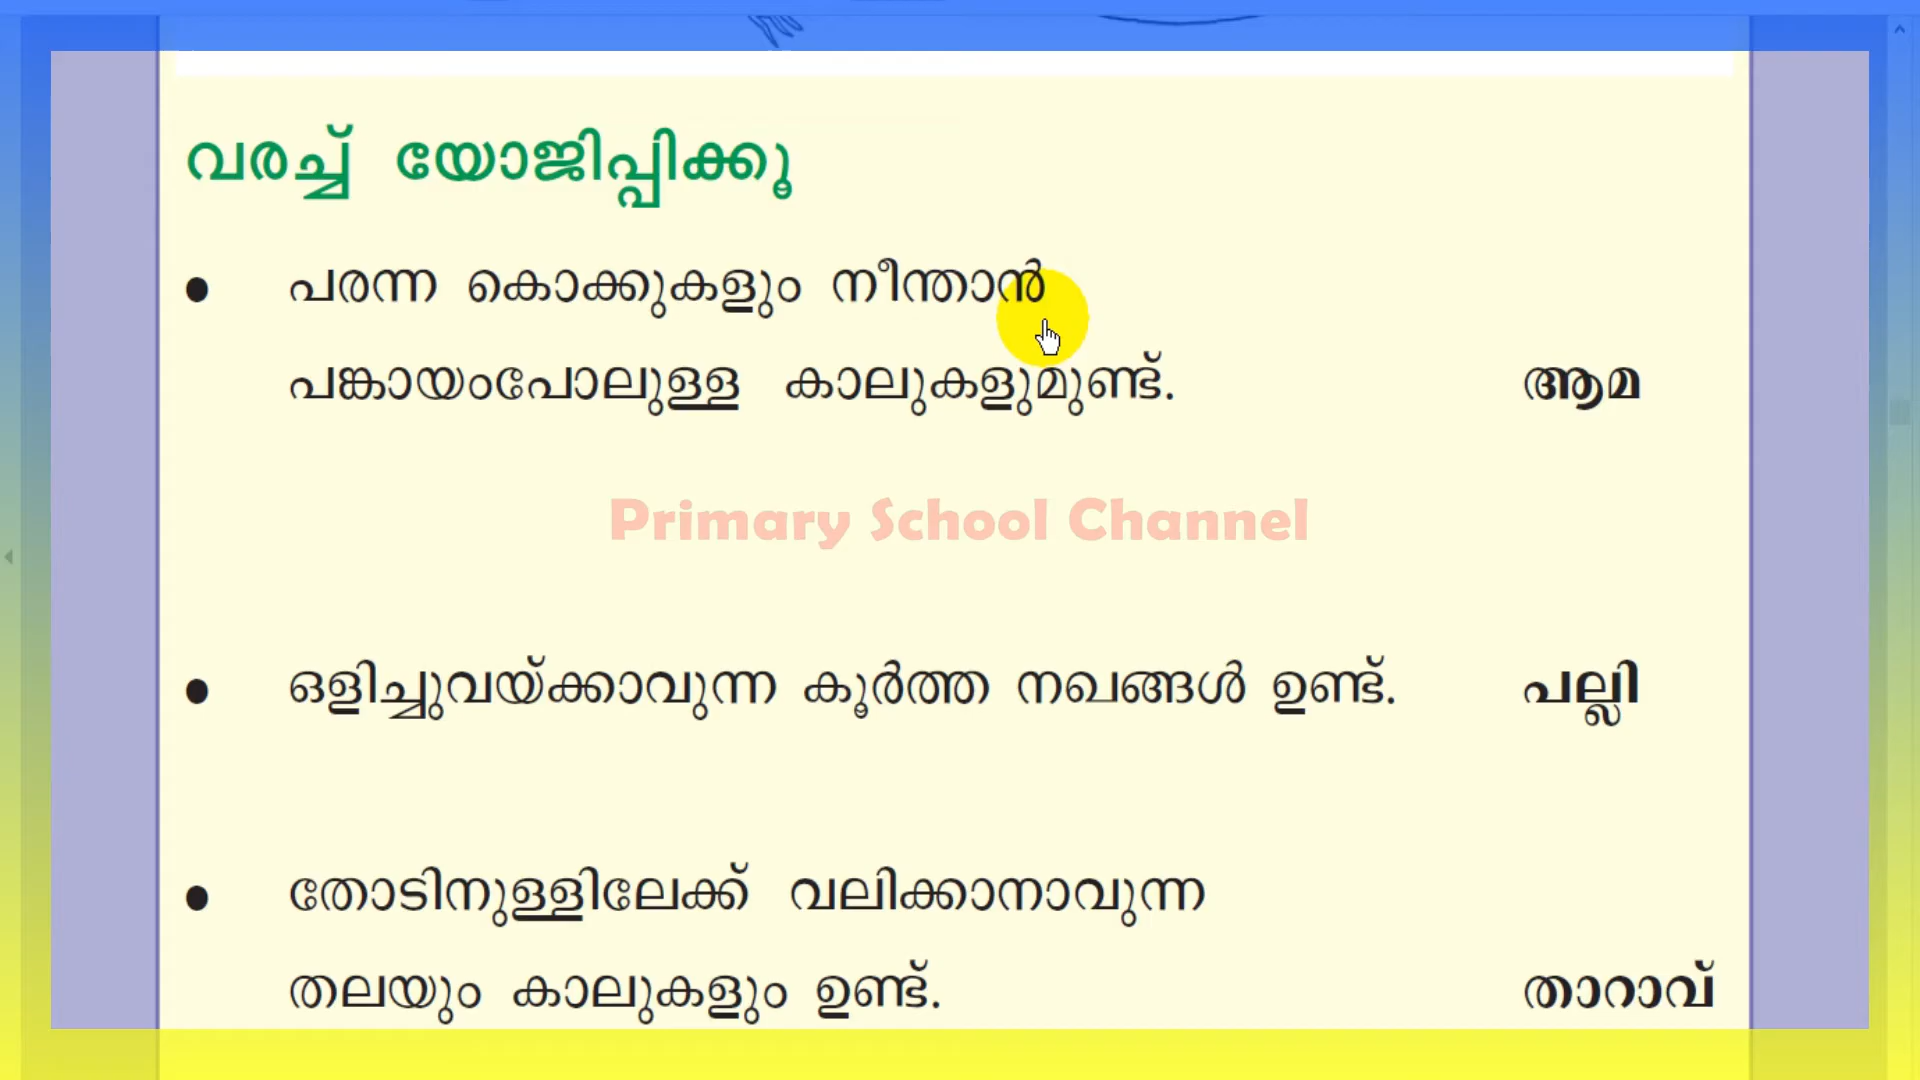 വരച്ച് യോജിപ്പിക്കൂ
● പരന്ന കൊക്കുകളും നീന്താൻ
പങ്കായംപോലുള്ള കാലുകളുമുണ്ട്. ആമ
Primary School Channel
● ഒളിച്ചുവയ്ക്കാവുന്ന കൂർത്ത നഖങ്ങൾ ഉണ്ട്. പല്ലി
● തോടിനുള്ളിലേക്ക് വലിക്കാനാവുന്ന
തലയും കാലുകളും ഉണ്ട്. താറാവ്